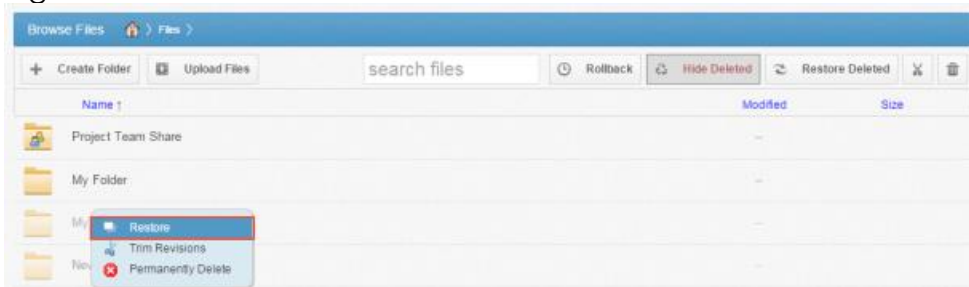 Browse Files Files
Create Folder Upload Files search files Rollback Hide Deleted Restore Deleted
Name ↑ Modified Size
Project Team Share --
My Folder --
My --
Restore
Trim Revisions
Permanently Delete